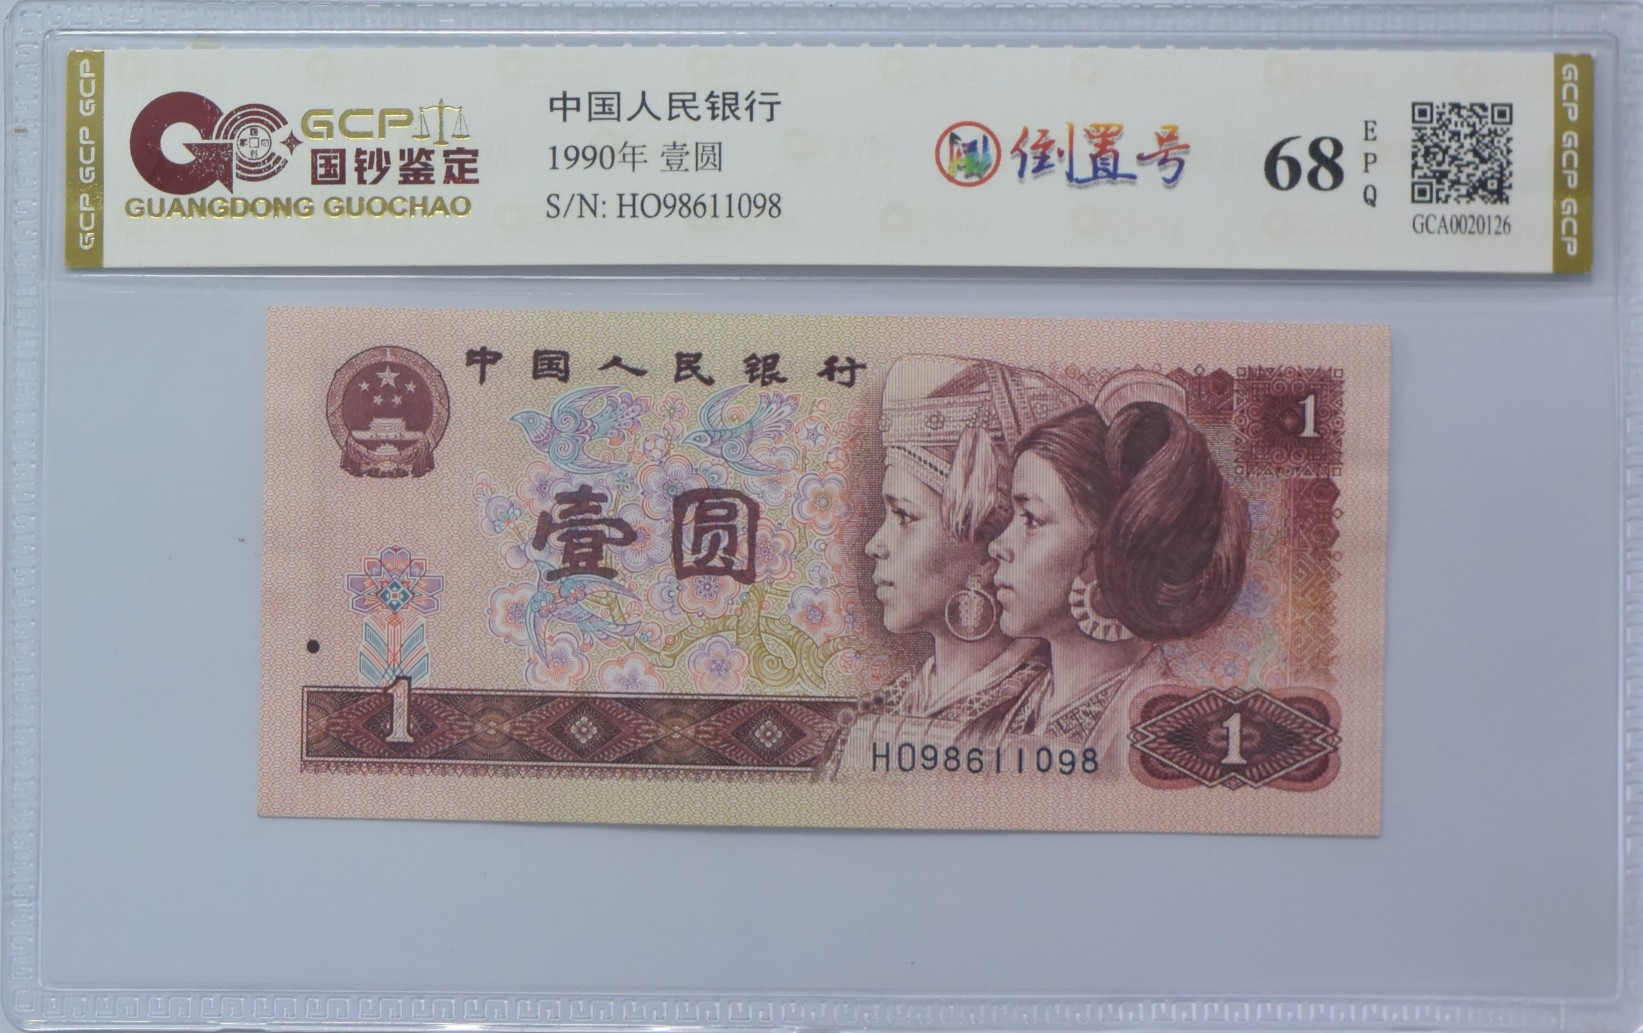 GCP GCP GCP
GCP
国钞鉴定
GUANGDONG GUOCHAO
中国人民银行
1990年 壹圆
S/N: HO98611098
倒置号
68
EPQ
GCA0020126
GCP GCP GCP
中国人民银行
1
壹圆
1
HO98611098
1